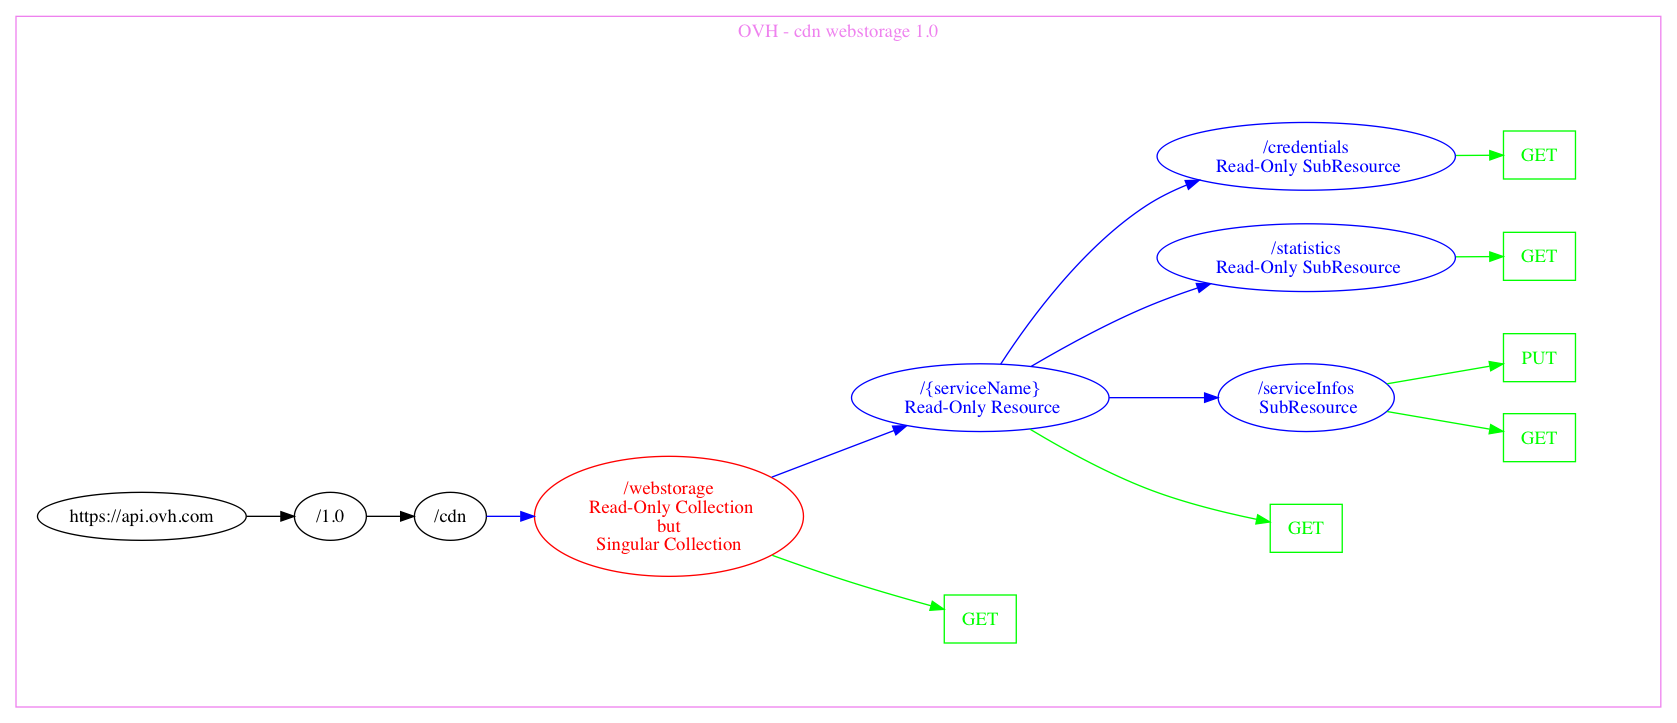 OVH - cdn webstorage 1.0
/credentials
Read-Only SubResource
GET
/statistics
Read-Only SubResource
GET
PUT
/{serviceName}
Read-Only Resource
/serviceInfos
SubResource
GET
https://api.ovh.com
/1.0
/cdn
/webstorage
Read-Only Collection
but
Singular Collection
GET
GET